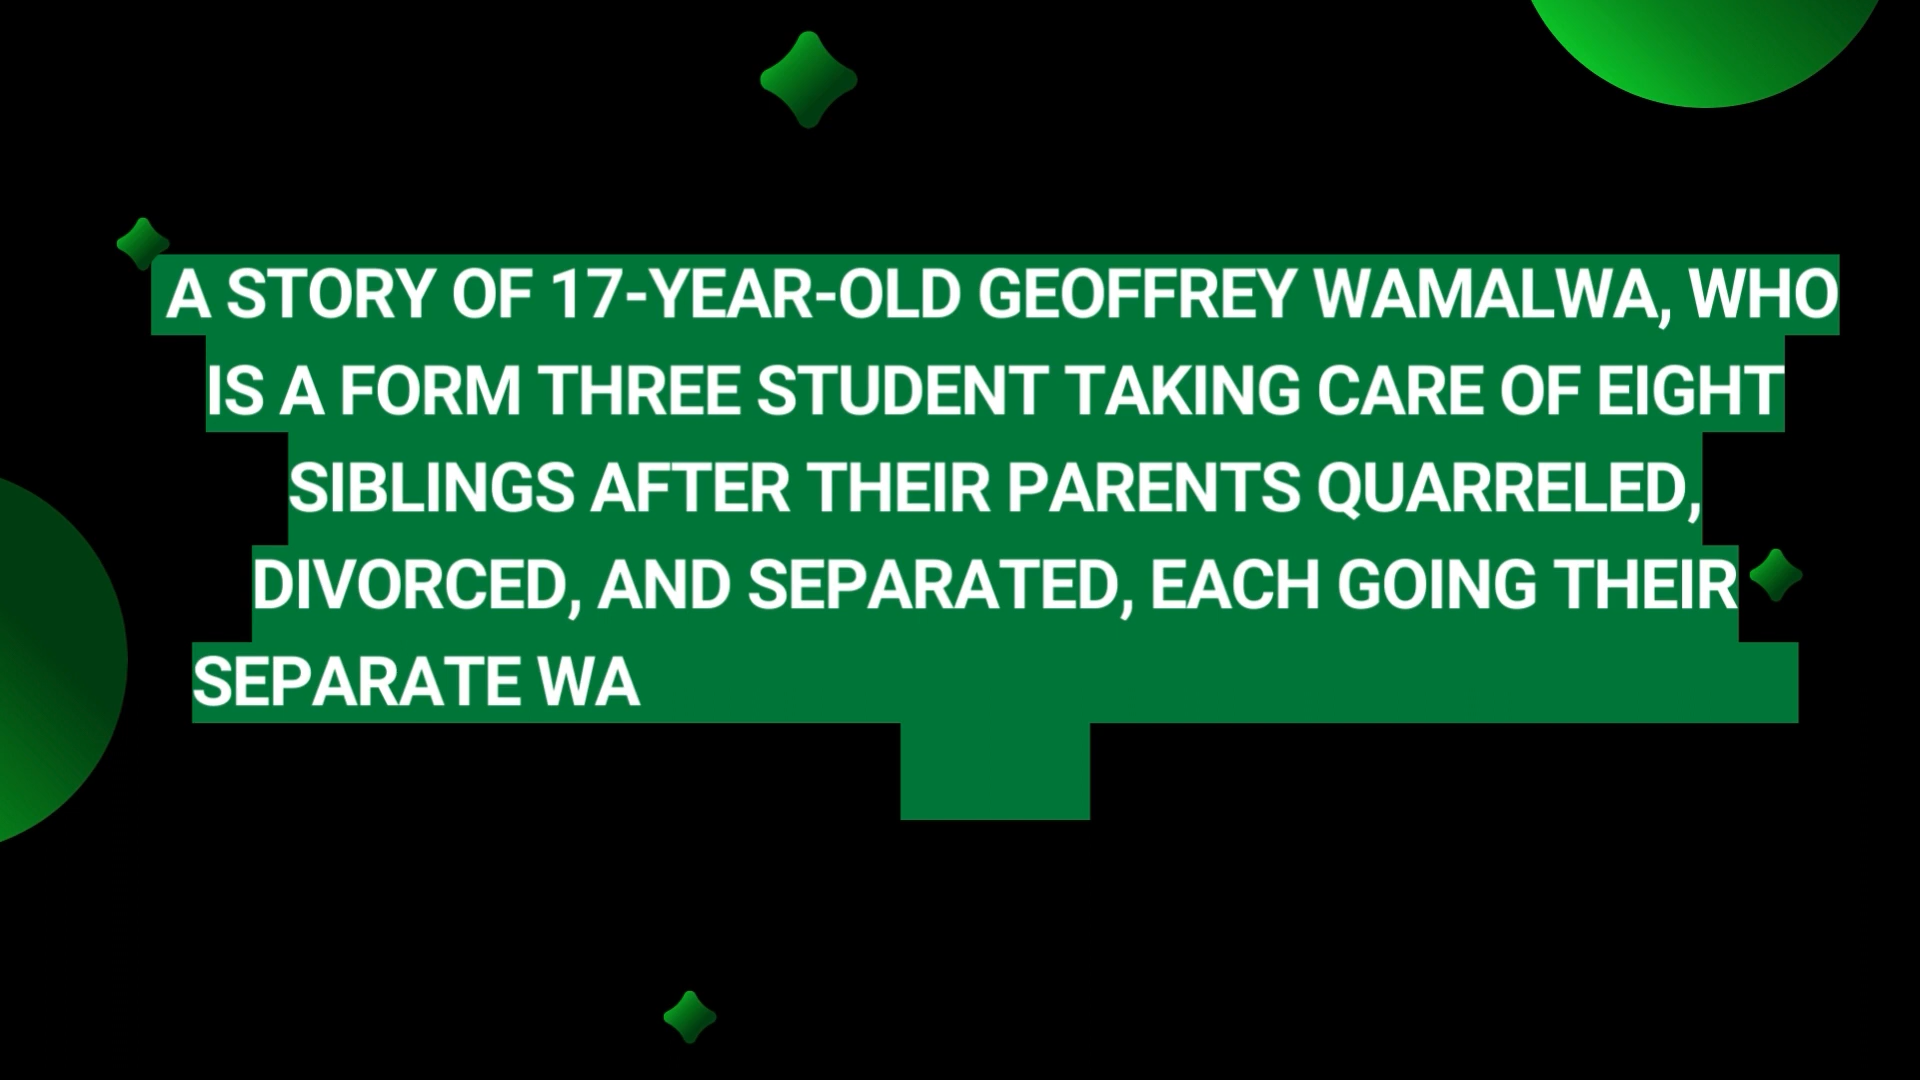 A STORY OF 17-YEAR-OLD GEOFFREY WAMALWA, WHO
IS A FORM THREE STUDENT TAKING CARE OF EIGHT
SIBLINGS AFTER THEIR PARENTS QUARRELED,
DIVORCED, AND SEPARATED, EACH GOING THEIR
SEPARATE WA